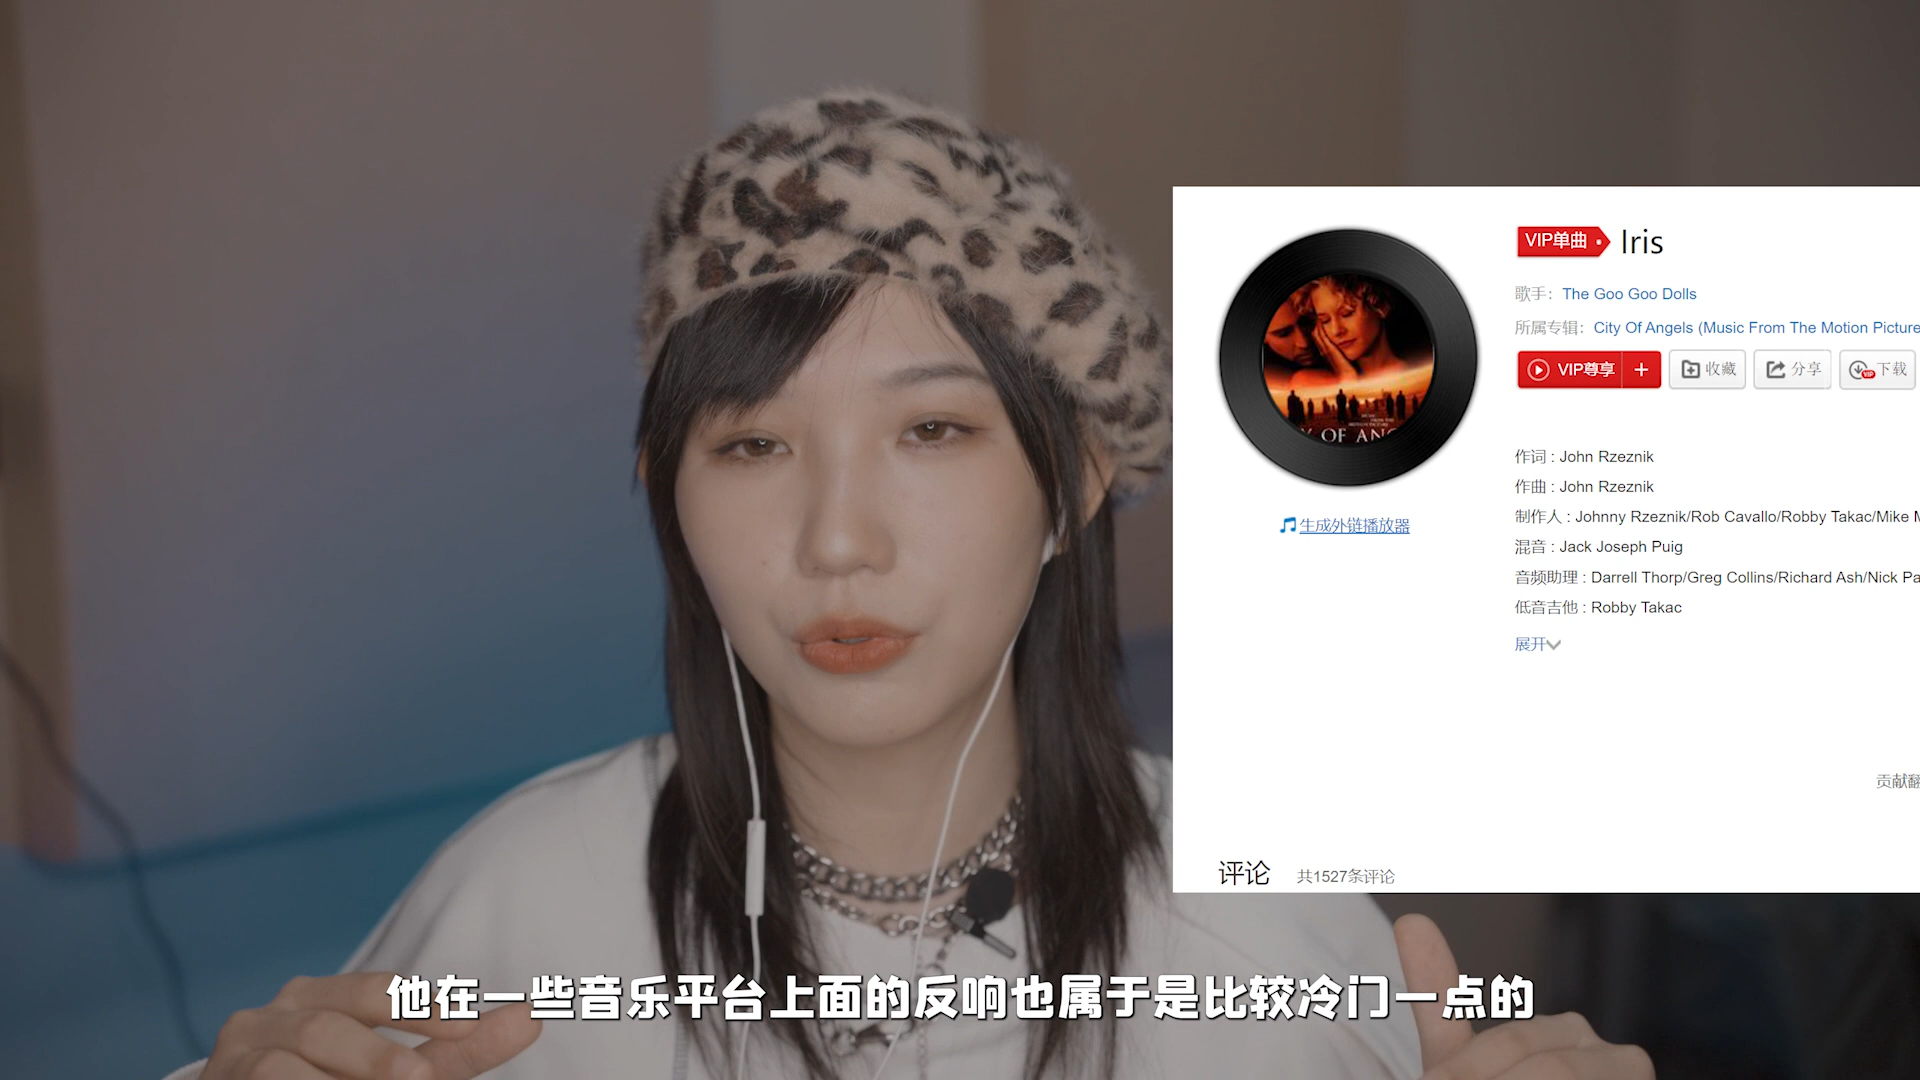 VIP单曲 Iris
歌手: The Goo Goo Dolls
所属专辑: City Of Angels (Music From The Motion Picture
VIP尊享 + 收藏 分享 VIP 下载
作词 : John Rzeznik
作曲 : John Rzeznik
制作人 : Johnny Rzeznik/Rob Cavallo/Robby Takac/Mike
生成外链播放器
混音 : Jack Joseph Puig
音频助理 : Darrell Thorp/Greg Collins/Richard Ash/Nick
低音吉他 : Robby Takac
展开
贡献翻
评论 共1527条评论
他在一些音乐平台上面的反响也属于是比较冷门一点的